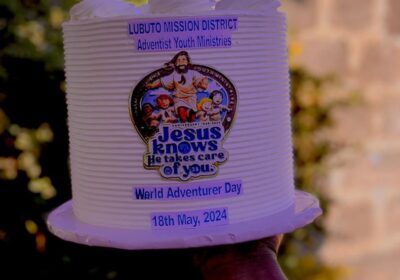 LUBUTO MISSION DISTRICT
Adventist Youth Ministries
Jesus
knows
He takes care
of you
World Adventurer Day
18th May, 2024